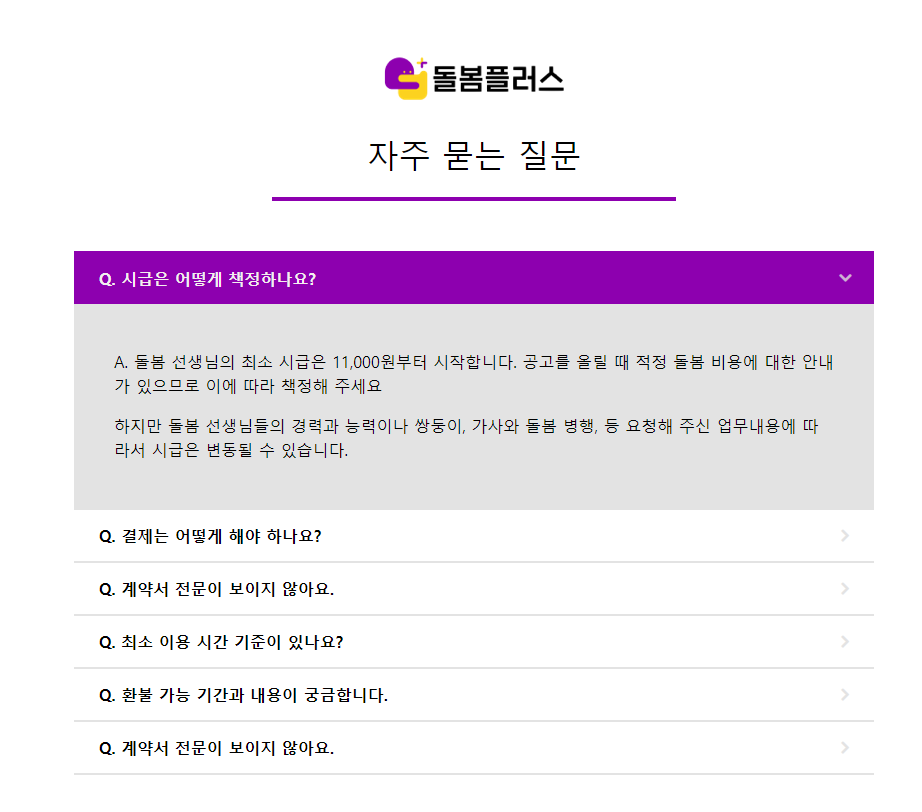 돌봄플러스
자주 묻는 질문
Q. 시급은 어떻게 책정하나요?
A. 돌봄 선생님의 최소 시급은 11,000원부터 시작합니다. 공고를 올릴 때 적정 돌봄 비용에 대한 안내
가 있으므로 이에 따라 책정해 주세요
하지만 돌봄 선생님들의 경력과 능력이나 쌍둥이, 가사와 돌봄 병행, 등 요청해 주신 업무내용에 따
라서 시급은 변동될 수 있습니다.
Q. 결제는 어떻게 해야 하나요?
Q. 계약서 전문이 보이지 않아요.
Q. 최소 이용 시간 기준이 있나요?
Q. 환불 가능 기간과 내용이 궁금합니다.
Q. 계약서 전문이 보이지 않아요.